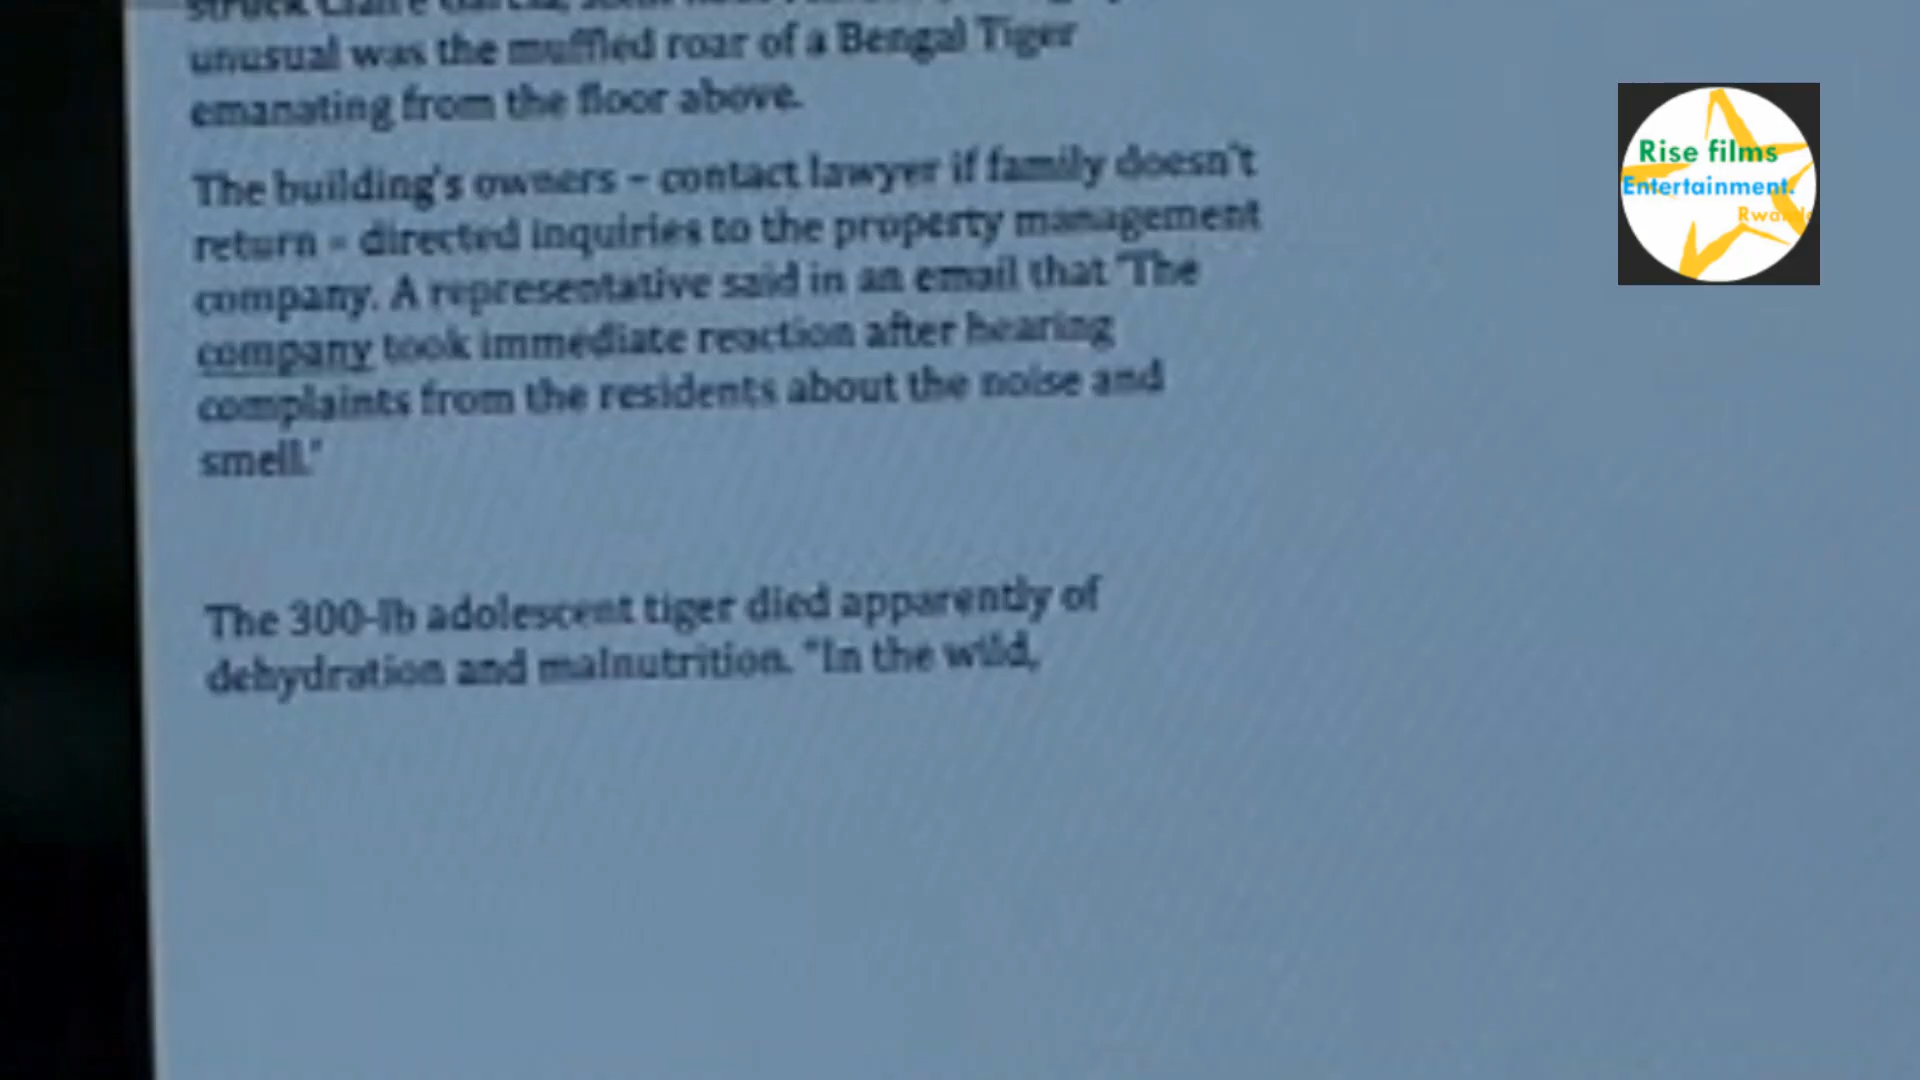 struck Claire Garcia,
unusual was the muffled roar of a Bengal Tiger
emanating from the floor above.
The building's owners – contact lawyer if family doesn't
return – directed inquiries to the property management
company. A representative said in an email that 'The
company took immediate reaction after hearing
complaints from the residents about the noise and
smell.'
The 300-lb adolescent tiger died apparently of
dehydration and malnutrition. "In the wild,
Rise films
Entertainment.